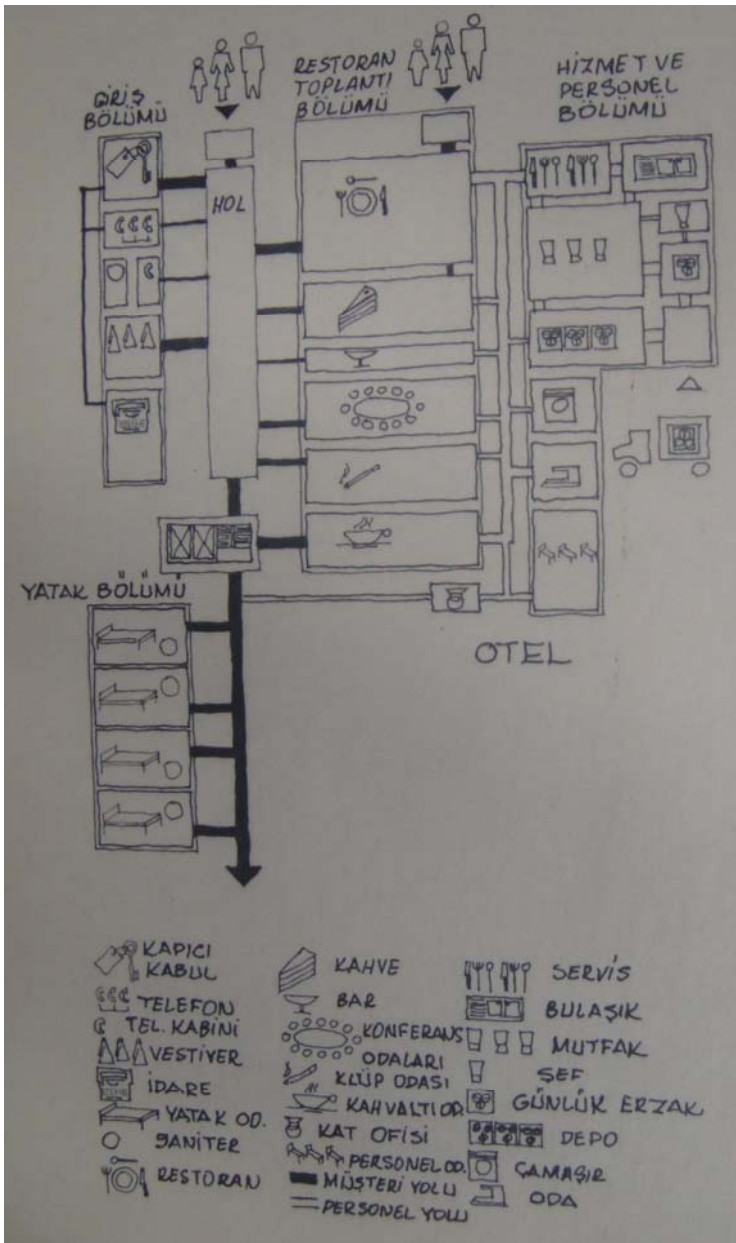 GİRİŞ
BÖLÜMÜ
RESTORAN
TOPLANTI
BÖLÜMÜ
HİZMET VE
PERSONEL
BÖLÜMÜ
HOL
YATAK BÖLÜMÜ
OTEL
KAPICI
KABUL
TELEFON
TEL. KABİNİ
VESTİYER
İDARE
YATAK OD.
SANİTER
RESTORAN
KAHVE
BAR
KONFERANS
ODALARI
KLÜP ODASI
KAHVALTI OD.
KAT OFİSİ
PERSONEL OD.
MÜŞTERİ YOLU
PERSONEL YOLU
SERVİS
BULAŞIK
MUTFAK
ŞEF
GÜNLÜK ERZAK
DEPO
ÇAMAŞIR
ODA